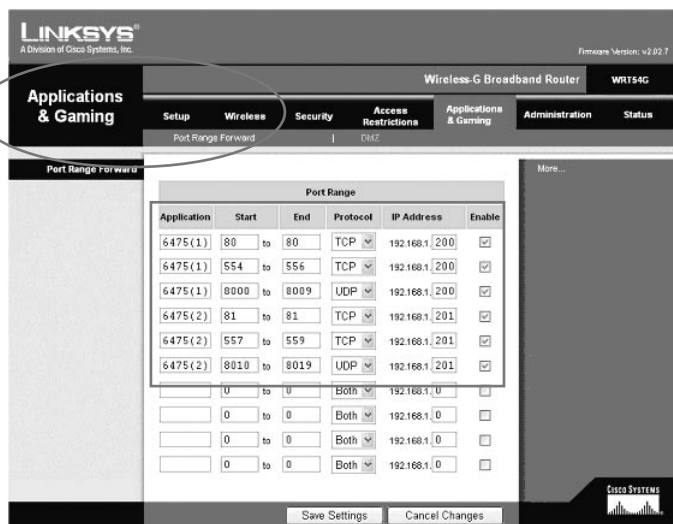 LINKSYS®
A Division of Cisco Systems, Inc.
Firmware Version: v2.02.7
Wireless-G Broadband Router WRT54G
Applications & Gaming
Setup Wireless Security Access Restrictions Applications & Gaming Administration Status
Port Range Forward | DMZ
Port Range Forward
More...
Port Range
Application Start End Protocol IP Address Enable
6475(1) 80 to 80 TCP 192.168.1. 200
6475(1) 554 to 556 TCP 192.168.1. 200
6475(1) 8000 to 8009 UDP 192.168.1. 200
6475(2) 81 to 81 TCP 192.168.1. 201
6475(2) 557 to 559 TCP 192.168.1. 201
6475(2) 8010 to 8019 UDP 192.168.1. 201
0 to 0 Both 192.168.1. 0
0 to 0 Both 192.168.1. 0
0 to 0 Both 192.168.1. 0
0 to 0 Both 192.168.1. 0
Save Settings Cancel Changes
CISCO SYSTEMS